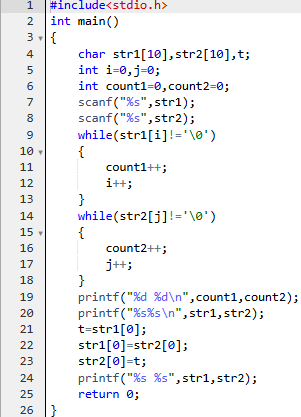 1 #include<stdio.h>
2 int main()
3 {
4     char str1[10],str2[10],t;
5     int i=0,j=0;
6     int count1=0,count2=0;
7     scanf("%s",str1);
8     scanf("%s",str2);
9     while(str1[i]!='\0')
10     {
11         count1++;
12         i++;
13     }
14     while(str2[j]!='\0')
15     {
16         count2++;
17         j++;
18     }
19     printf("%d %d\n",count1,count2);
20     printf("%s%s\n",str1,str2);
21     t=str1[0];
22     str1[0]=str2[0];
23     str2[0]=t;
24     printf("%s %s",str1,str2);
25     return 0;
26 }